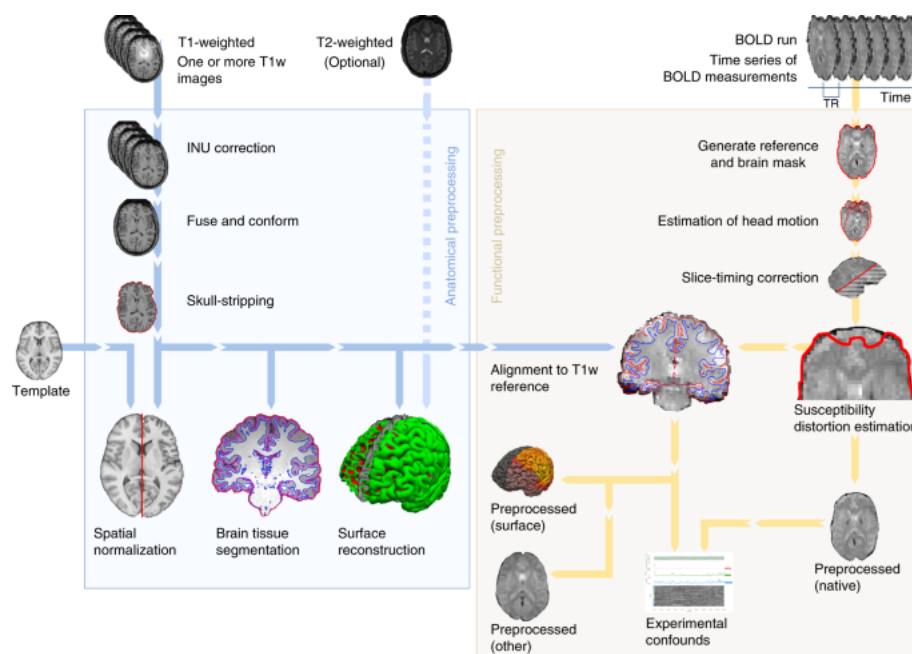 T1-weighted
One or more T1w
images
T2-weighted
(Optional)
BOLD run
Time series of
BOLD measurements
TR
Time
INU correction
Fuse and conform
Skull-stripping
Anatomical preprocessing
Functional preprocessing
Generate reference
and brain mask
Estimation of head motion
Slice-timing correction
Template
Alignment to T1w
reference
Susceptibility
distortion estimation
Spatial
normalization
Brain tissue
segmentation
Surface
reconstruction
Preprocessed
(surface)
Preprocessed
(other)
Experimental
confounds
Preprocessed
(native)